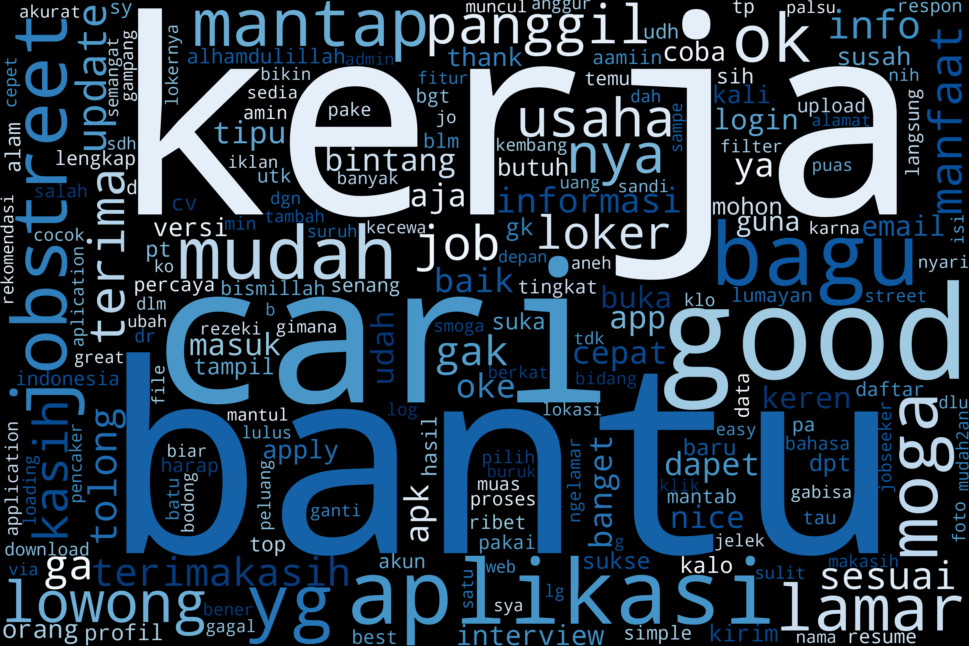 kerja
bantu
cari
aplikasi
good
bagu
mudah
mantap
panggil
ok
info
susah
respon
palsu
tp
muncul
anggur
udh
aamiin
coba
thank
alhamdulillah
admin
sy
akurat
cepet
alam
jobstreet
update
semangat
gampang
lokernya
bikin
sedia
amin
fitur
bgt
temu
sih
kali
nih
upload
alamat
langsung
manfaat
tipu
pake
jo
dah
usaha
sampe
login
filter
puas
ya
lengkap
sdh
iklan
utk
bintang
banyak
blm
kembang
butuh
nya
uang
sandi
informasi
mohon
guna
karna
email
isi
salah
d
terima
cv
dgn
tambah
aja
versi
min
suruh
kecewa
job
gk
loker
depan
aneh
nyari
rekomendasi
cocok
pt
ko
percaya
bismillah
senang
baik
tingkat
buka
klo
lumayan
street
application
dlm
ubah
dr
b
rezeki
gimana
masuk
tampil
udah
smoga
suka
app
tdk
gak
cepat
oke
berkat
bidang
great
indonesia
file
data
keren
daftar
dlu
kasih
pencaker
tolong
mantul
lulus
log
lokasi
easy
pa
bahasa
baru
dapet
dpt
jobseeker
moga
mudah2an
foto
application
loading
biar
harap
batu
bodong
peluang
apply
ganti
hasil
apk
pilih
buruk
muas
proses
ribet
pakai
ngelamar
banget
g
klik
mantab
nice
jelek
gabisa
tau
download
via
ga
terimakasih
top
akun
web
satu
lg
sukse
kalo
sulit
makasih
sesuai
lowong
bener
gagal
yg
sya
lamar
orang
profil
best
interview
simple
kirim
nama
resume